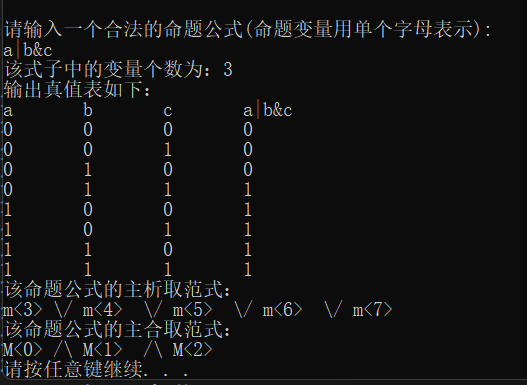 请输入一个合法的命题公式(命题变量用单个字母表示):
a|b&c
该式子中的变量个数为：3
输出真值表如下：
a b c a|b&c
0 0 0 0
0 0 1 0
0 1 0 0
0 1 1 1
1 0 0 1
1 0 1 1
1 1 0 1
1 1 1 1
该命题公式的主析取范式：
m<3> \/ m<4> \/ m<5> \/ m<6> \/ m<7>
该命题公式的主合取范式：
M<0> /\ M<1> /\ M<2>
请按任意键继续. . .